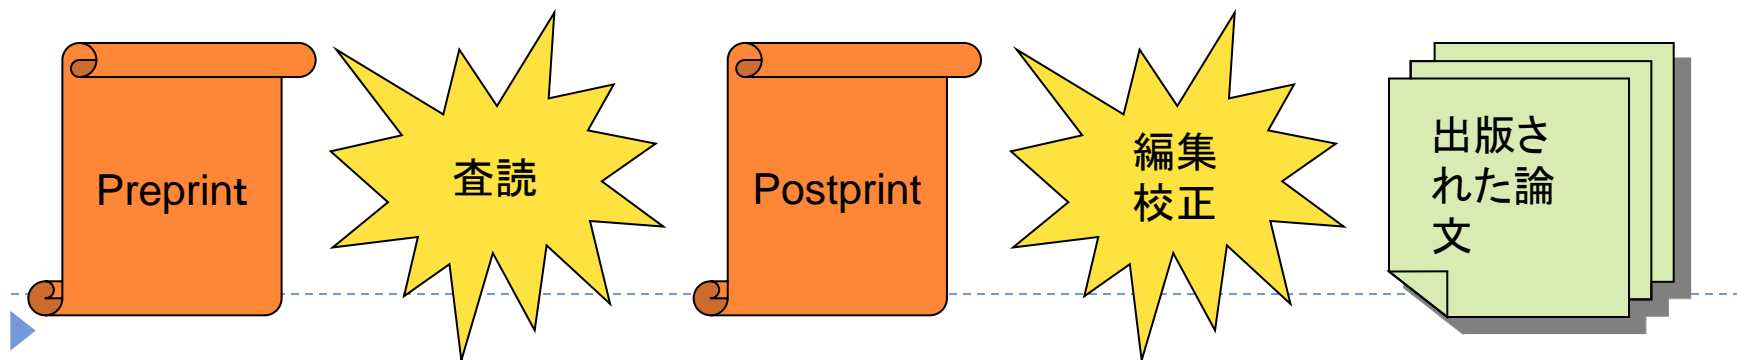 Preprint
査読
Postprint
編集
校正
出版さ
れた論
文